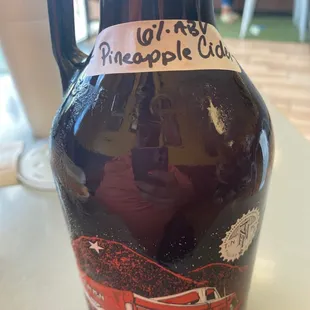 6% ABV
Pineapple Cider